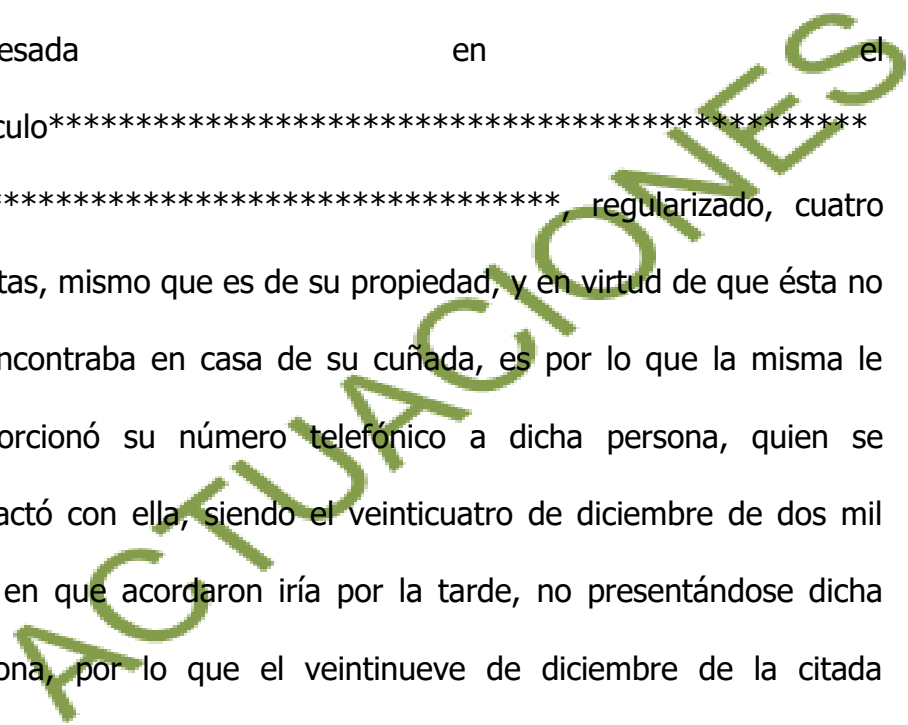 esada en el
culo***********************************************
*********************************, regularizado, cuatro
tas, mismo que es de su propiedad, y en virtud de que ésta no
ncontraba en casa de su cuñada, es por lo que la misma le
orcionó su número telefónico a dicha persona, quien se
actó con ella, siendo el veinticuatro de diciembre de dos mil
en que acordaron iría por la tarde, no presentándose dicha
ona, por lo que el veintinueve de diciembre de la citada
ACTUACIONES